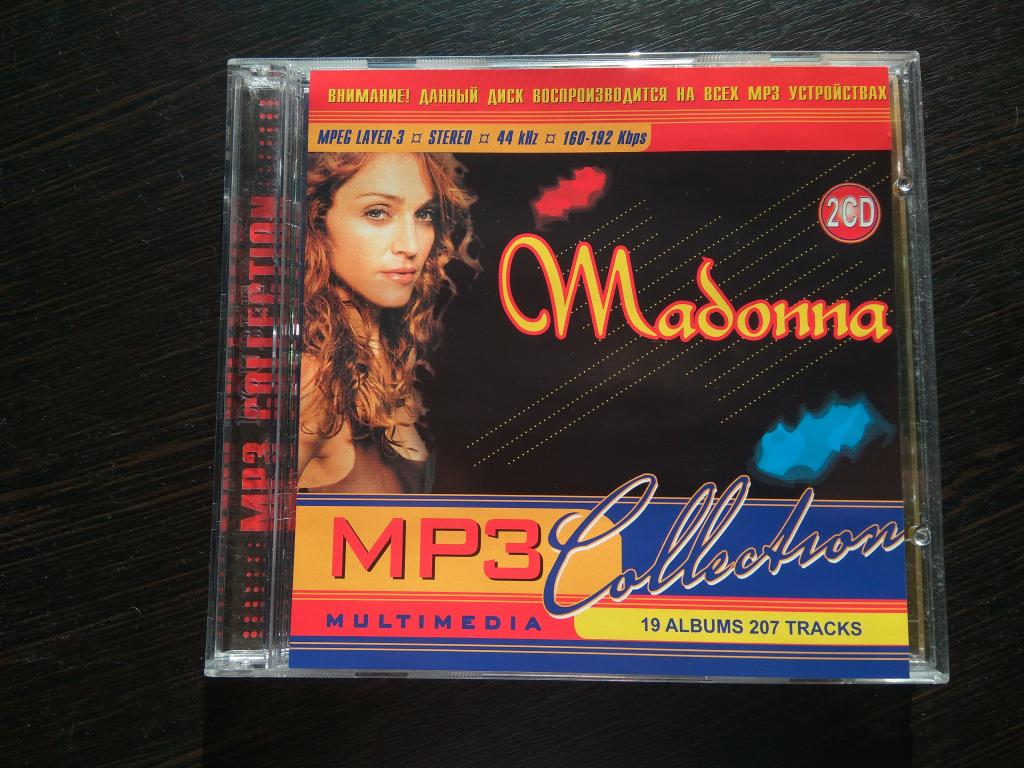 ВНИМАНИЕ! ДАННЫЙ ДИСК ВОСПРОИЗВОДИТСЯ НА ВСЕХ MP3 УСТРОЙСТВАХ
MPEG LAYER-3 ¤ STEREO ¤ 44 kHz ¤ 160-192 Kbps
2CD
Madonna
MP3 Collection
MULTIMEDIA
19 ALBUMS 207 TRACKS
MP3 COLLECTION